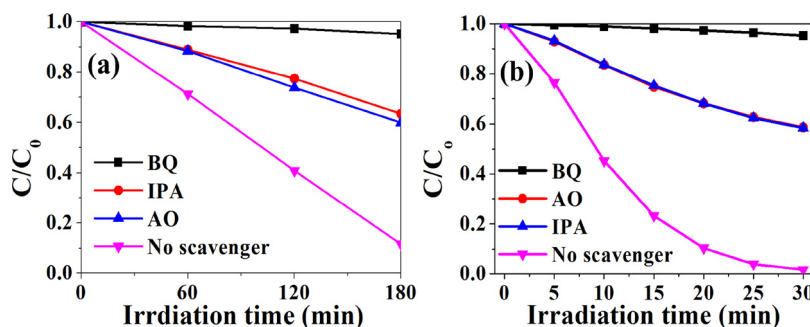 (a)
C/C0
1.0
0.8
0.6
0.4
0.2
0.0
BQ
IPA
AO
No scavenger
0 60 120 180
Irrdiation time (min)
(b)
C/C0
1.0
0.8
0.6
0.4
0.2
0.0
BQ
AO
IPA
No scavenger
0 5 10 15 20 25 30
Irradiation time (min)